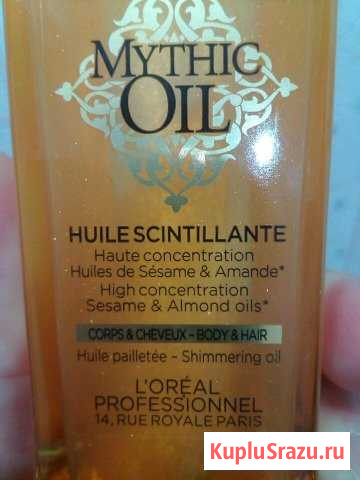 MYTHIC
OIL
HUILE SCINTILLANTE
Haute concentration
Huiles de Sésame & Amande*
High concentration
Sesame & Almond oils*
CORPS & CHEVEUX - BODY & HAIR
Huile pailletée - Shimmering oil
L'ORÉAL
PROFESSIONNEL
14, RUE ROYALE PARIS
KupluSrazu.ru